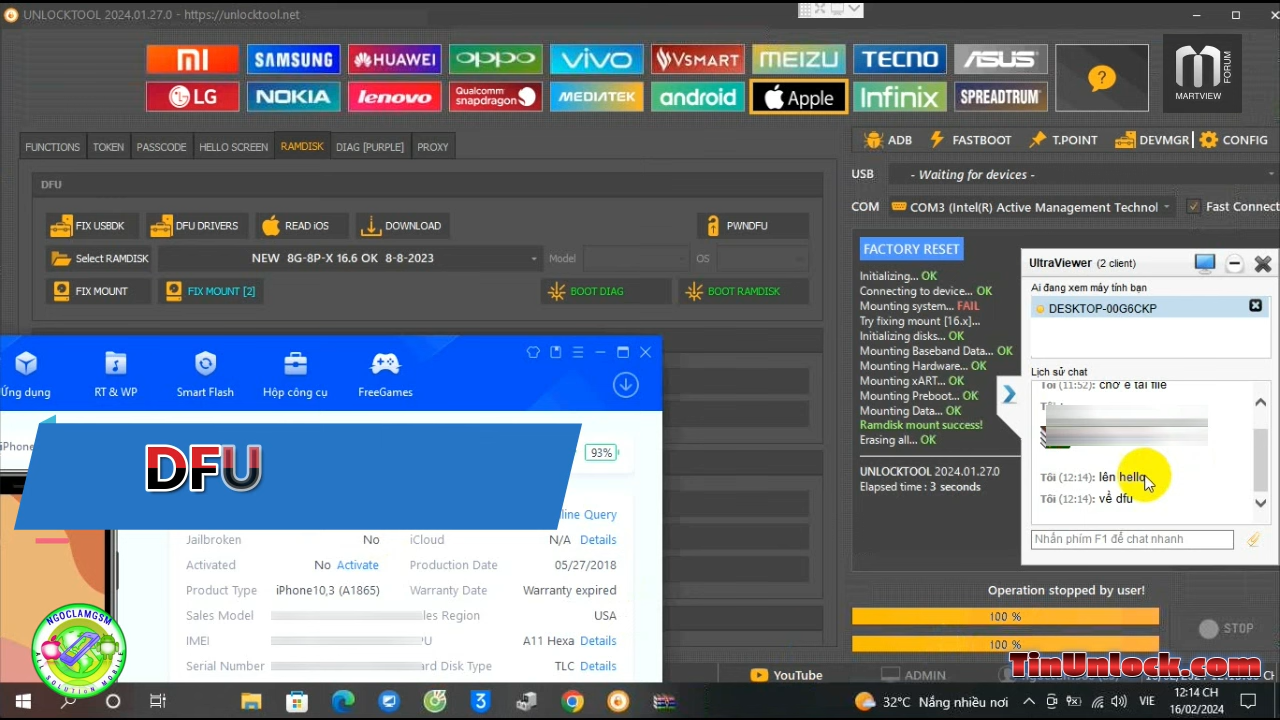 UNLOCKTOOL 2024.01.27.0 - https://unlocktool.net
MI SAMSUNG HUAWEI OPPO vivo VSMART MEIZU TECNO ASUS
LG NOKIA lenovo Qualcomm snapdragon MEDIATEK android Apple Infinix SPREADTRUM
MARTVIEW FORUM
FUNCTIONS TOKEN PASSCODE HELLO SCREEN RAMDISK DIAG [PURPLE] PROXY
ADB FASTBOOT T.POINT DEVMGR CONFIG
DFU
USB - Waiting for devices -
COM COM3 (Intel(R) Active Management Technol Fast Connect
FIX USBDK DFU DRIVERS READ iOS DOWNLOAD PWNDFU
Select RAMDISK NEW 8G-8P-X 16.6 OK 8-8-2023 Model OS
FIX MOUNT FIX MOUNT [2] BOOT DIAG BOOT RAMDISK
FACTORY RESET
Initializing... OK
Connecting to device... OK
Mounting system... FAIL
Try fixing mount [16.x]...
Initializing disks... OK
Mounting Baseband Data... OK
Mounting Hardware... OK
Mounting xART... OK
Mounting Preboot... OK
Mounting Data... OK
Ramdisk mount success!
Erasing all... OK
UNLOCKTOOL 2024.01.27.0
Elapsed time : 3 seconds
UltraViewer (2 client)
Ai đang xem máy tính bạn
DESKTOP-00G6CKP
Lịch sử chat
Tôi (11:52): chờ e tải file
Tôi (12:14): lên hello
Tôi (12:14): về dfu
Nhấn phím F1 để chat nhanh
Operation stopped by user!
100 %
100 %
STOP
Ứng dụng RT & WP Smart Flash Hộp công cụ FreeGames
iPhone
93%
DFU
line Query
Jailbroken No iCloud N/A Details
Activated No Activate Production Date 05/27/2018
Product Type iPhone10,3 (A1865) Warranty Date Warranty expired
Sales Model les Region USA
IMEI PU A11 Hexa Details
Serial Number ard Disk Type TLC Details
NGOCLAMGSM
SOLUTION MOBILE
YouTube ADMIN
TinUnlock.com
32°C Nắng nhiều nơi VIE 12:14 CH
16/02/2024